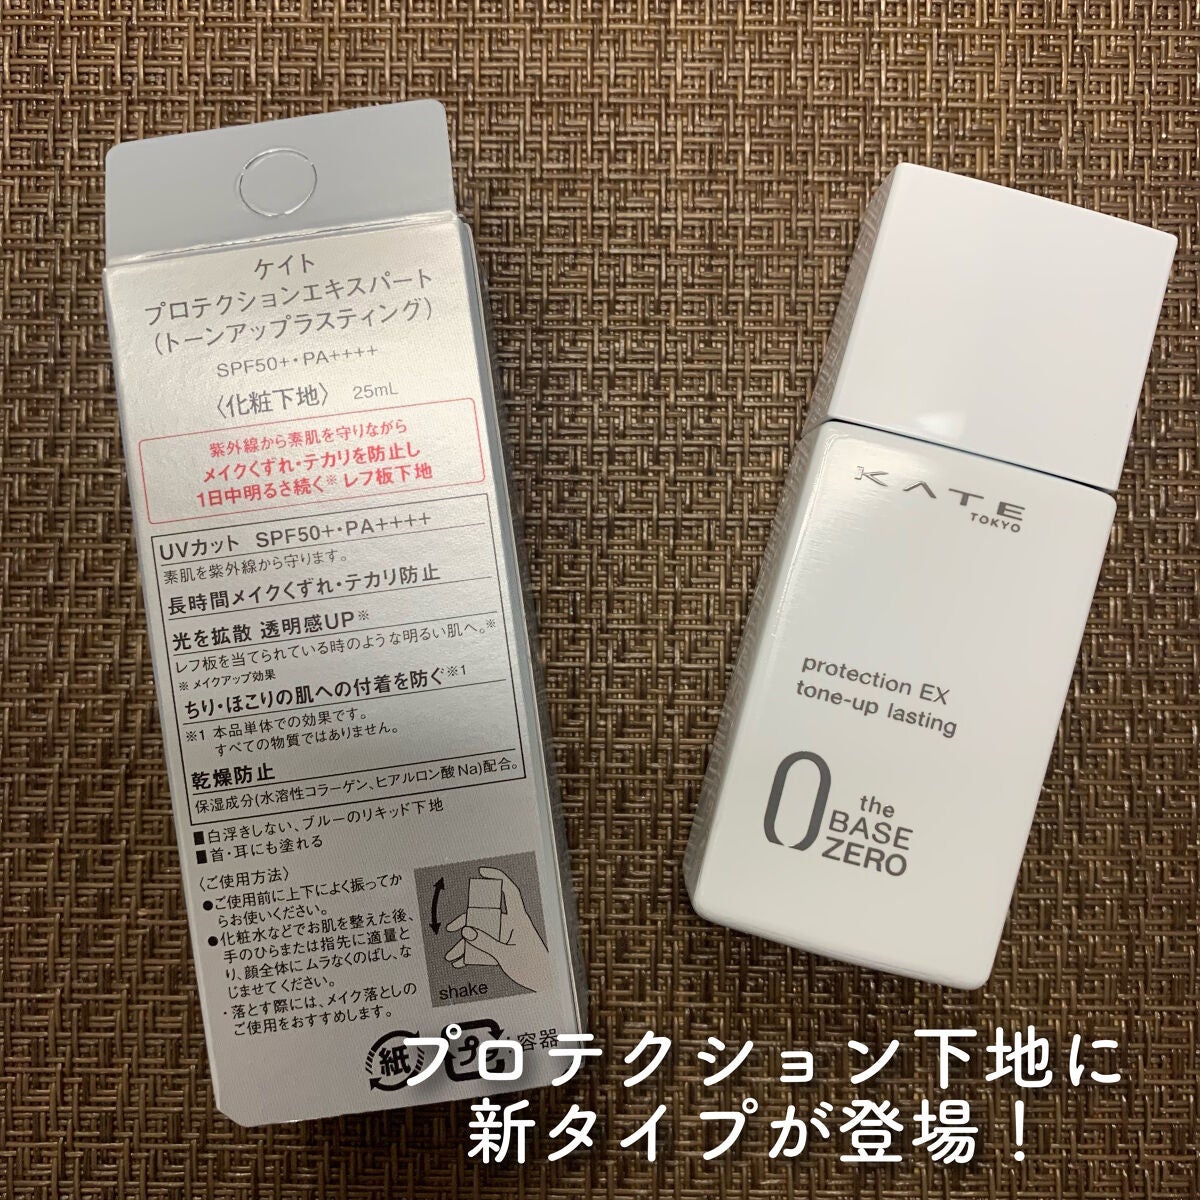 ケイト
プロテクションエキスパート
(トーンアップラスティング)
SPF50+・PA++++
〈化粧下地〉 25mL
紫外線から素肌を守りながら
メイクくずれ・テカリを防止し
1日中明るさ続く※ レフ板下地
UVカット SPF50+・PA++++
素肌を紫外線から守ります。
長時間メイクくずれ・テカリ防止
光を拡散 透明感UP※
レフ板を当てられている時のような明るい肌へ。※
※ メイクアップ効果
ちり・ほこりの肌への付着を防ぐ※1
※1 本品単体での効果です。
すべての物質ではありません。
乾燥防止
保湿成分(水溶性コラーゲン、ヒアルロン酸Na)配合。
■白浮きしない、ブルーのリキッド下地
■首・耳にも塗れる
〈ご使用方法〉
●ご使用前に上下によく振ってか
らお使いください。
●化粧水などでお肌を整えた後、
手のひらまたは指先に適量と
り、顔全体にムラなくのばし、な
じませてください。
・落とす際には、メイク落としの
ご使用をおすすめします。
shake
紙
プラ
容器
KATE
TOKYO
protection EX
tone-up lasting
0 the
BASE
ZERO
プロテクション下地に
新タイプが登場！